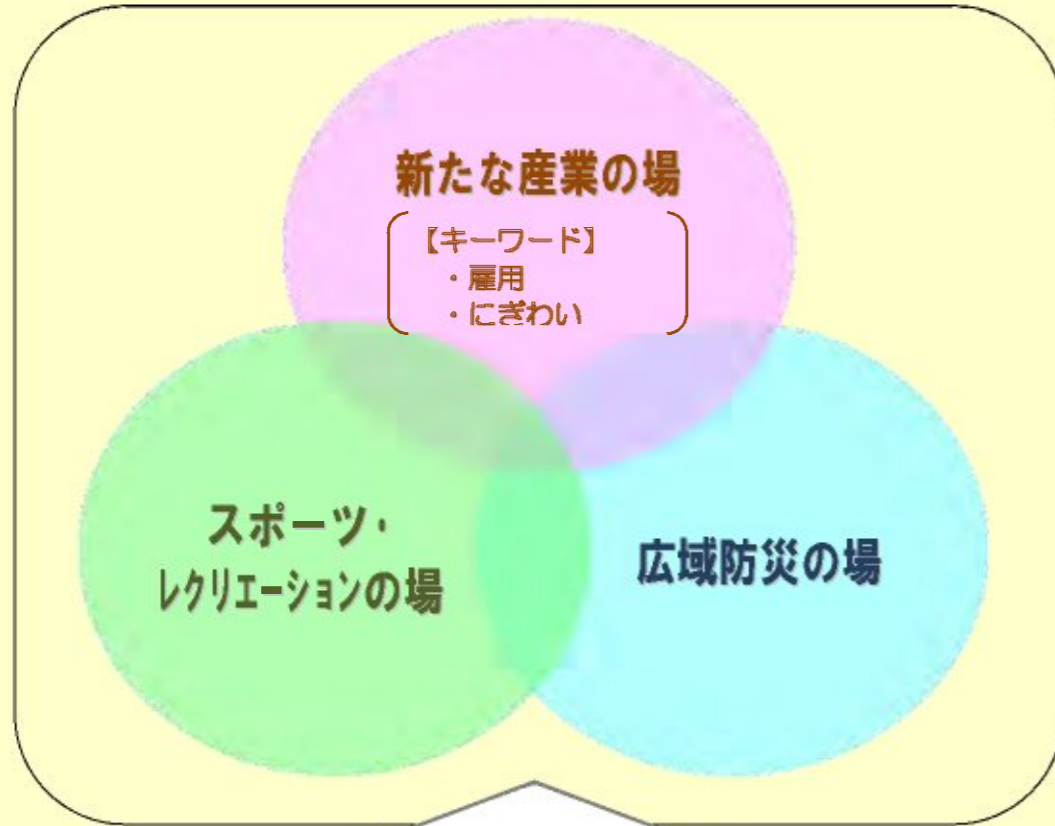 新たな産業の場
【キーワード】
・雇用
・にぎわい
スポーツ・
レクリエーションの場
広域防災の場